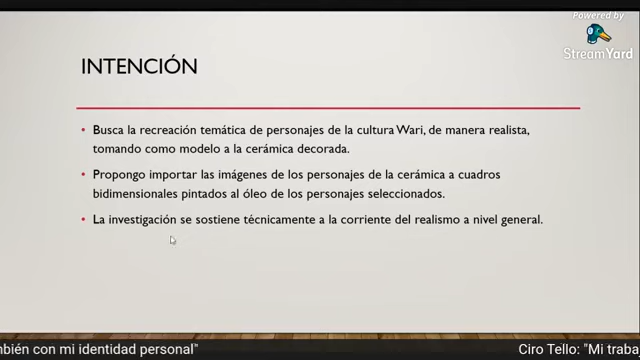 Powered by
StreamYard
INTENCIÓN
• Busca la recreación temática de personajes de la cultura Wari, de manera realista,
tomando como modelo a la cerámica decorada.
• Propongo importar las imágenes de los personajes de la cerámica a cuadros
bidimensionales pintados al óleo de los personajes seleccionados.
• La investigación se sostiene técnicamente a la corriente del realismo a nivel general.
mbién con mi identidad personal" Ciro Tello: "Mi traba